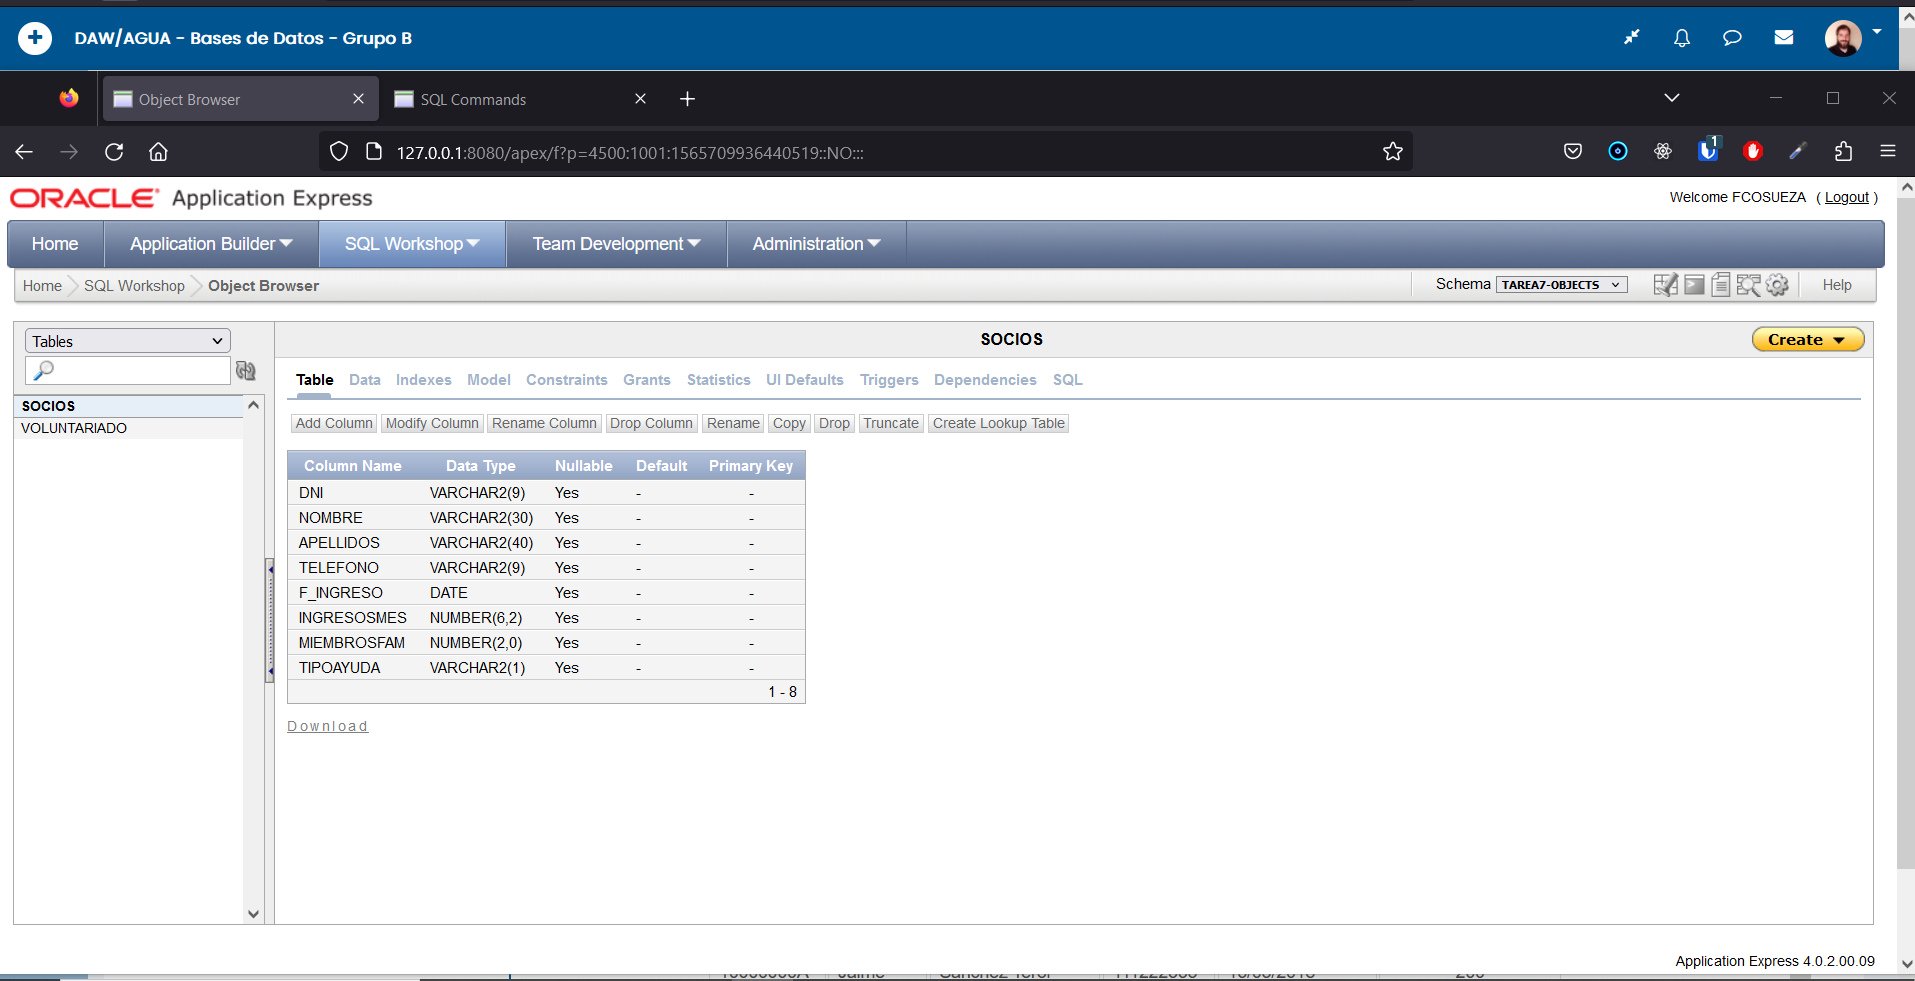 DAW/AGUA - Bases de Datos - Grupo B
Object Browser
SQL Commands
127.0.0.1:8080/apex/f?p=4500:1001:1565709936440519::NO:::
1
ORACLE Application Express
Welcome FCOSUEZA ( Logout )
Home Application Builder SQL Workshop Team Development Administration
Home SQL Workshop Object Browser
Schema TAREA7-OBJECTS Help
Tables
SOCIOS
VOLUNTARIADO
SOCIOS
Create
Table Data Indexes Model Constraints Grants Statistics UI Defaults Triggers Dependencies SQL
Add Column Modify Column Rename Column Drop Column Rename Copy Drop Truncate Create Lookup Table
Column Name Data Type Nullable Default Primary Key
DNI VARCHAR2(9) Yes - -
NOMBRE VARCHAR2(30) Yes - -
APELLIDOS VARCHAR2(40) Yes - -
TELEFONO VARCHAR2(9) Yes - -
F_INGRESO DATE Yes - -
INGRESOSMES NUMBER(6,2) Yes - -
MIEMBROSFAM NUMBER(2,0) Yes - -
TIPOAYUDA VARCHAR2(1) Yes - -
1 - 8
Download
Application Express 4.0.2.00.09